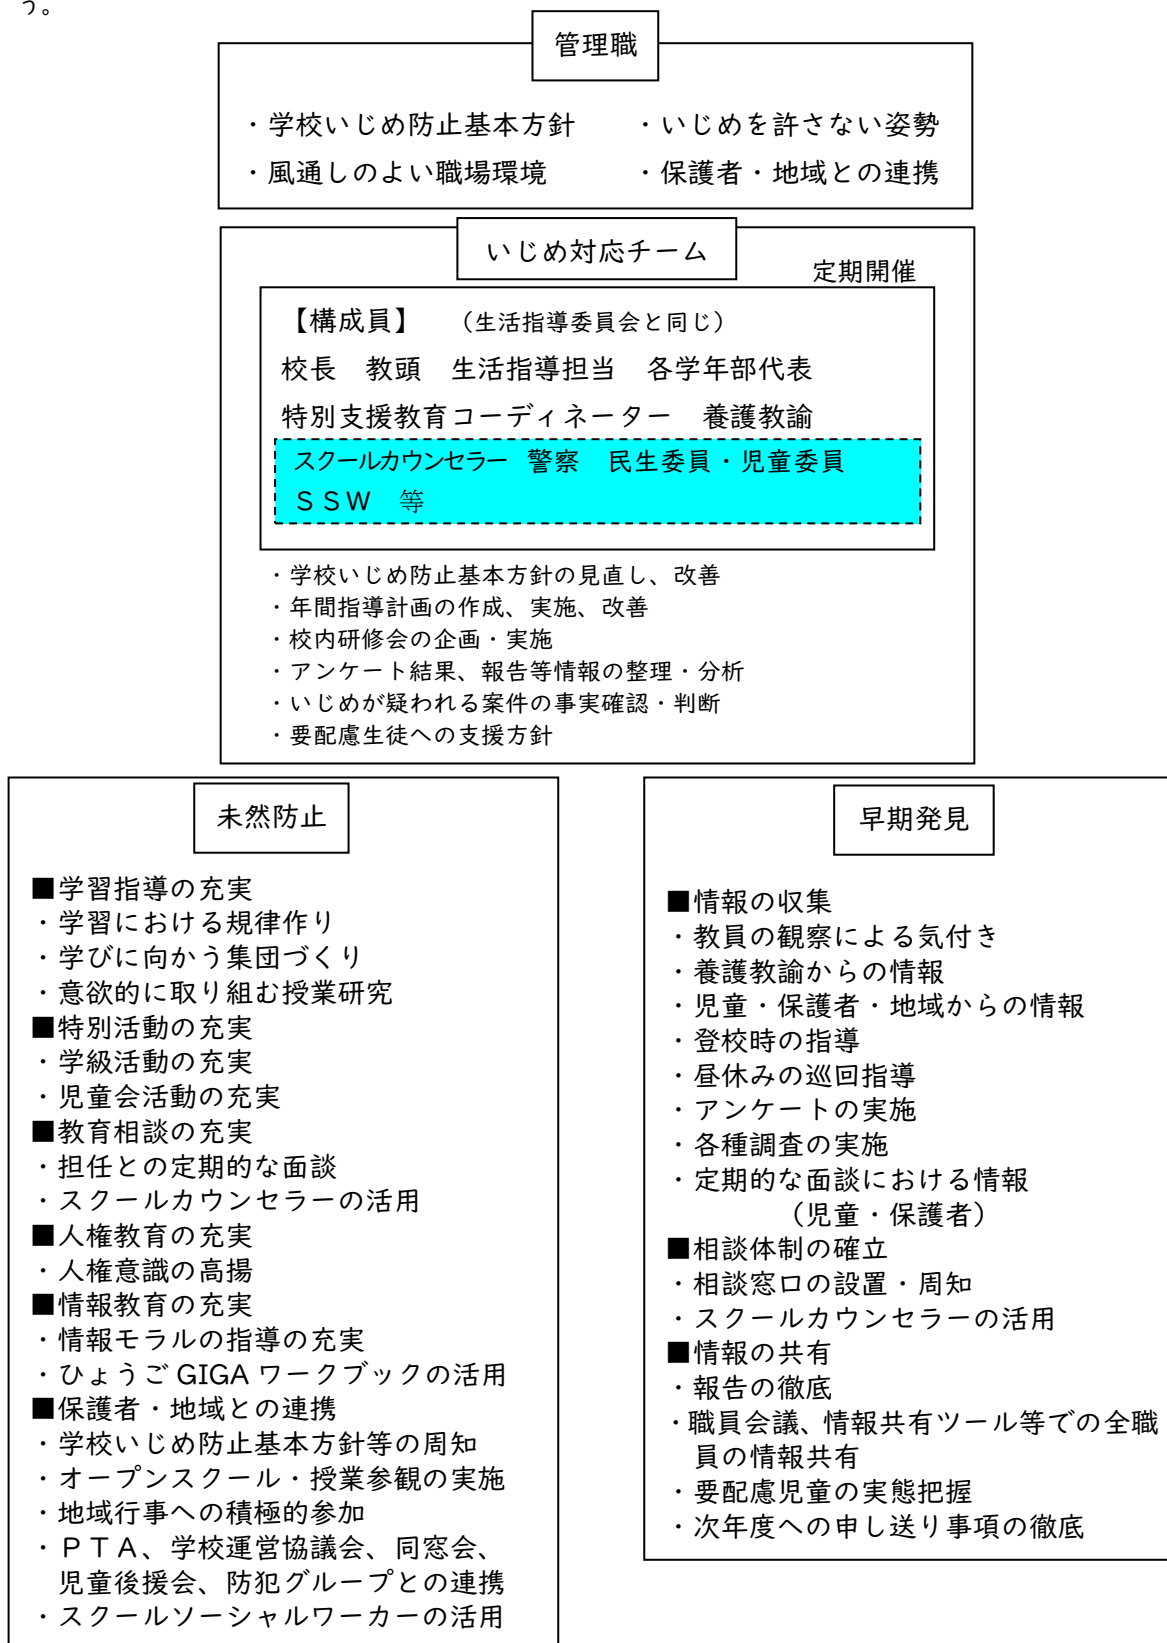 う。
管理職
・学校いじめ防止基本方針　　・いじめを許さない姿勢
・風通しのよい職場環境　　　・保護者・地域との連携
いじめ対応チーム
定期開催
【構成員】　（生活指導委員会と同じ）
校長　教頭　生活指導担当　各学年部代表
特別支援教育コーディネーター　養護教諭
スクールカウンセラー　警察　民生委員・児童委員
ＳＳＷ　等
・学校いじめ防止基本方針の見直し、改善
・年間指導計画の作成、実施、改善
・校内研修会の企画・実施
・アンケート結果、報告等情報の整理・分析
・いじめが疑われる案件の事実確認・判断
・要配慮生徒への支援方針
未然防止
■学習指導の充実
・学習における規律作り
・学びに向かう集団づくり
・意欲的に取り組む授業研究
■特別活動の充実
・学級活動の充実
・児童会活動の充実
■教育相談の充実
・担任との定期的な面談
・スクールカウンセラーの活用
■人権教育の充実
・人権意識の高揚
■情報教育の充実
・情報モラルの指導の充実
・ひょうご GIGA ワークブックの活用
■保護者・地域との連携
・学校いじめ防止基本方針等の周知
・オープンスクール・授業参観の実施
・地域行事への積極的参加
・ＰＴＡ、学校運営協議会、同窓会、
児童後援会、防犯グループとの連携
・スクールソーシャルワーカーの活用
早期発見
■情報の収集
・教員の観察による気付き
・養護教諭からの情報
・児童・保護者・地域からの情報
・登校時の指導
・昼休みの巡回指導
・アンケートの実施
・各種調査の実施
・定期的な面談における情報
（児童・保護者）
■相談体制の確立
・相談窓口の設置・周知
・スクールカウンセラーの活用
■情報の共有
・報告の徹底
・職員会議、情報共有ツール等での全職
員の情報共有
・要配慮児童の実態把握
・次年度への申し送り事項の徹底